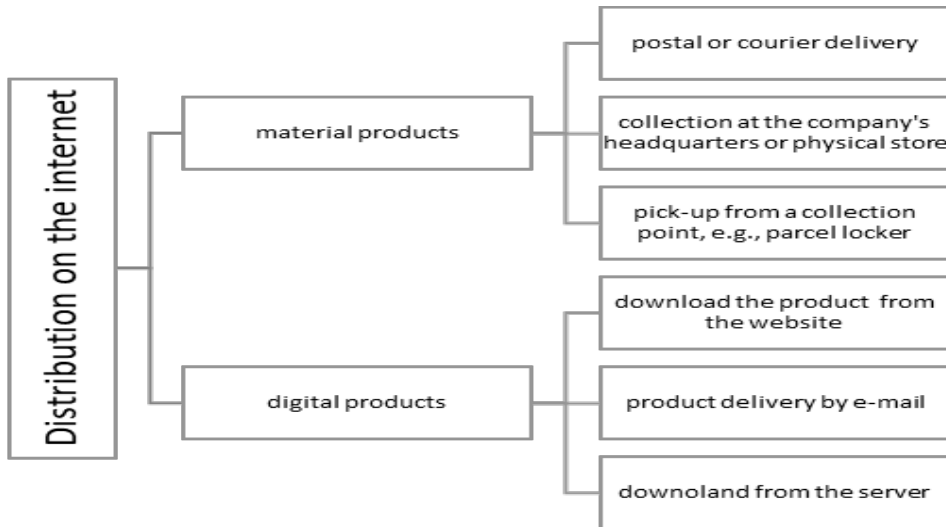 Distribution on the internet
material products
postal or courier delivery
collection at the company's
headquarters or physical store
pick-up from a collection
point, e.g., parcel locker
digital products
download the product from
the website
product delivery by e-mail
downoland from the server